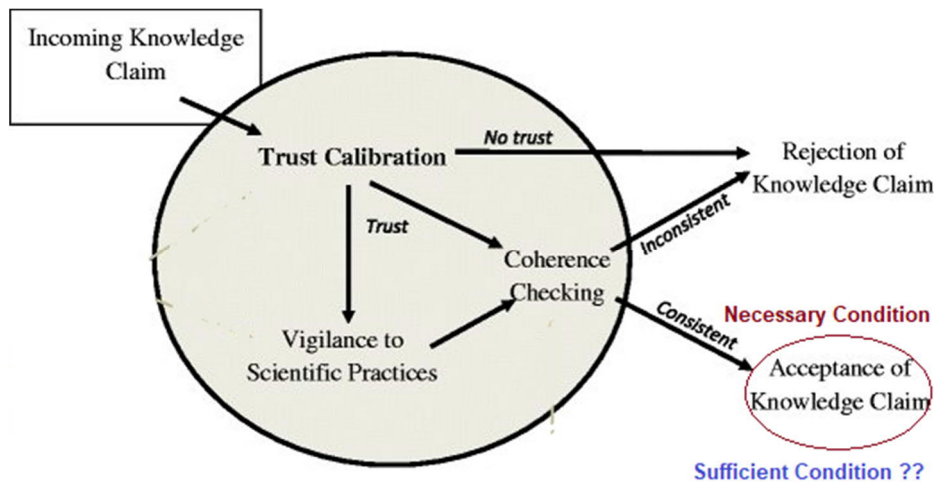 Incoming Knowledge
Claim
Trust Calibration
No trust
Rejection of
Knowledge Claim
Trust
Inconsistent
Coherence
Checking
Consistent
Necessary Condition
Vigilance to
Scientific Practices
Acceptance of
Knowledge Claim
Sufficient Condition ??